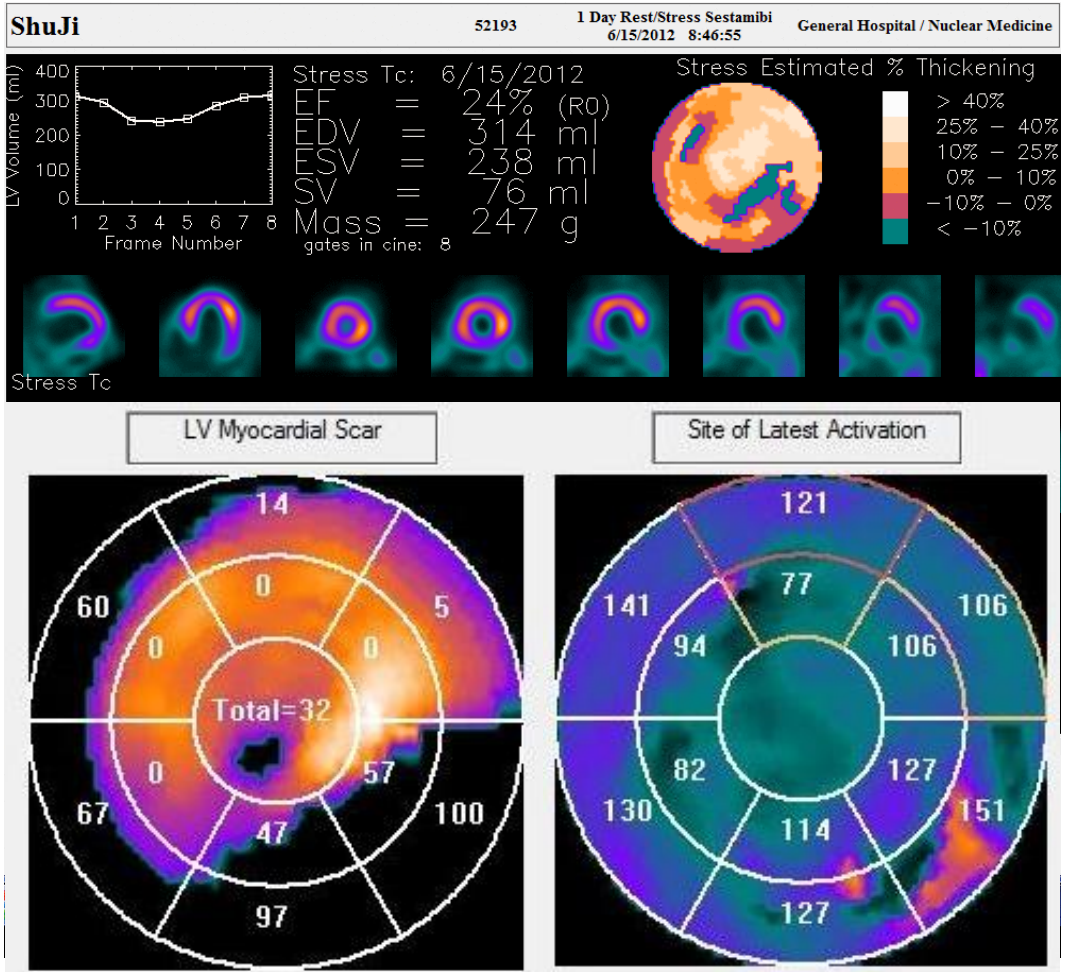 ShuJi
52193
1 Day Rest/Stress Sestamibi
6/15/2012 8:46:55
General Hospital / Nuclear Medicine
LV Volume (ml)
400
300
200
100
0
1 2 3 4 5 6 7 8
Frame Number
Stress Tc: 6/15/2012
EF = 24% (R0)
EDV = 314 ml
ESV = 238 ml
SV = 76 ml
Mass = 247 g
gates in cine: 8
Stress Estimated % Thickening
> 40%
25% - 40%
10% - 25%
0% - 10%
-10% - 0%
< -10%
Stress Tc
LV Myocardial Scar
14
60 0 5
0 0
Total=32
0 57
67 47 100
97
Site of Latest Activation
121
141 77 106
94 106
82 127
130 114 151
127